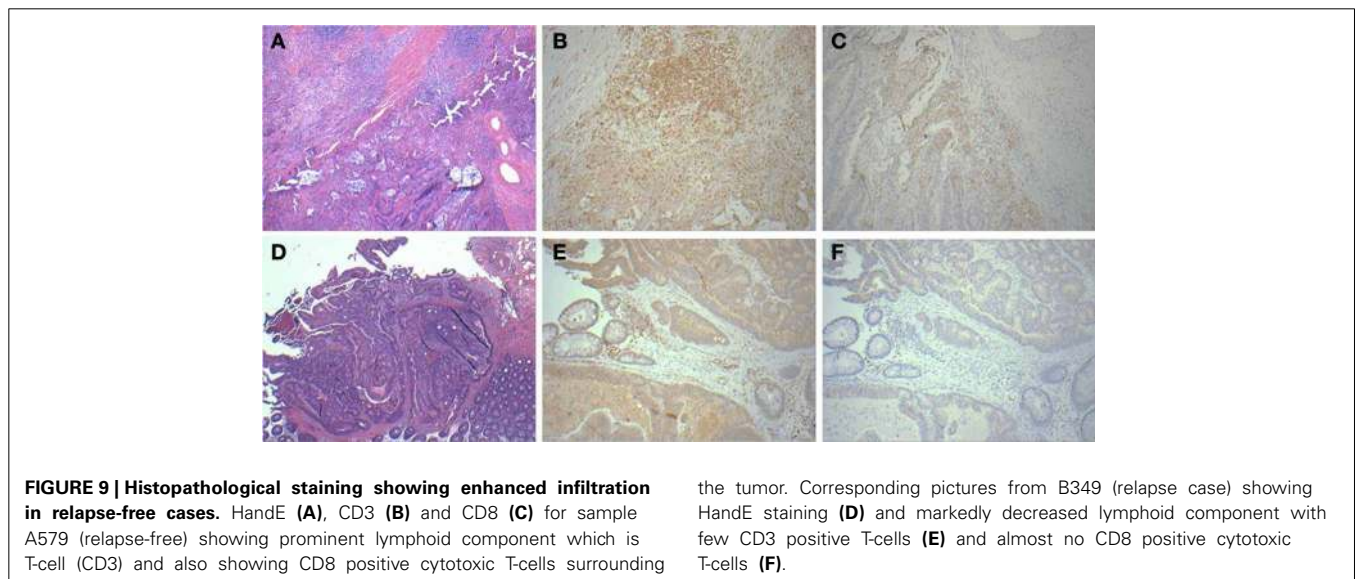 A
B
C
D
E
F
FIGURE 9 | Histopathological staining showing enhanced infiltration
in relapse-free cases. HandE (A), CD3 (B) and CD8 (C) for sample
A579 (relapse-free) showing prominent lymphoid component which is
T-cell (CD3) and also showing CD8 positive cytotoxic T-cells surrounding
the tumor. Corresponding pictures from B349 (relapse case) showing
HandE staining (D) and markedly decreased lymphoid component with
few CD3 positive T-cells (E) and almost no CD8 positive cytotoxic
T-cells (F).